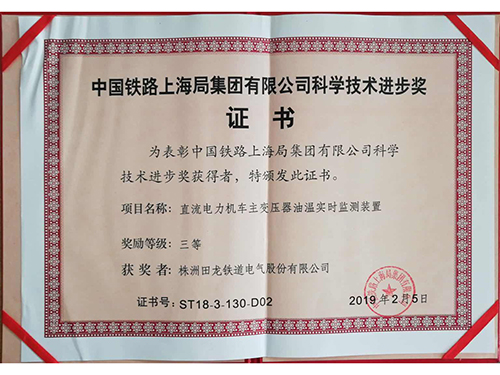 中国铁路上海局集团有限公司科学技术进步奖
证书
为表彰中国铁路上海局集团有限公司科学
技术进步奖获得者，特颁发此证书。
项目名称：直流电力机车主变压器油温实时监测装置
奖励等级：三等
获奖者：株洲田龙铁道电气股份有限公司
证书号：ST18-3-130-D02
2019年2月5日